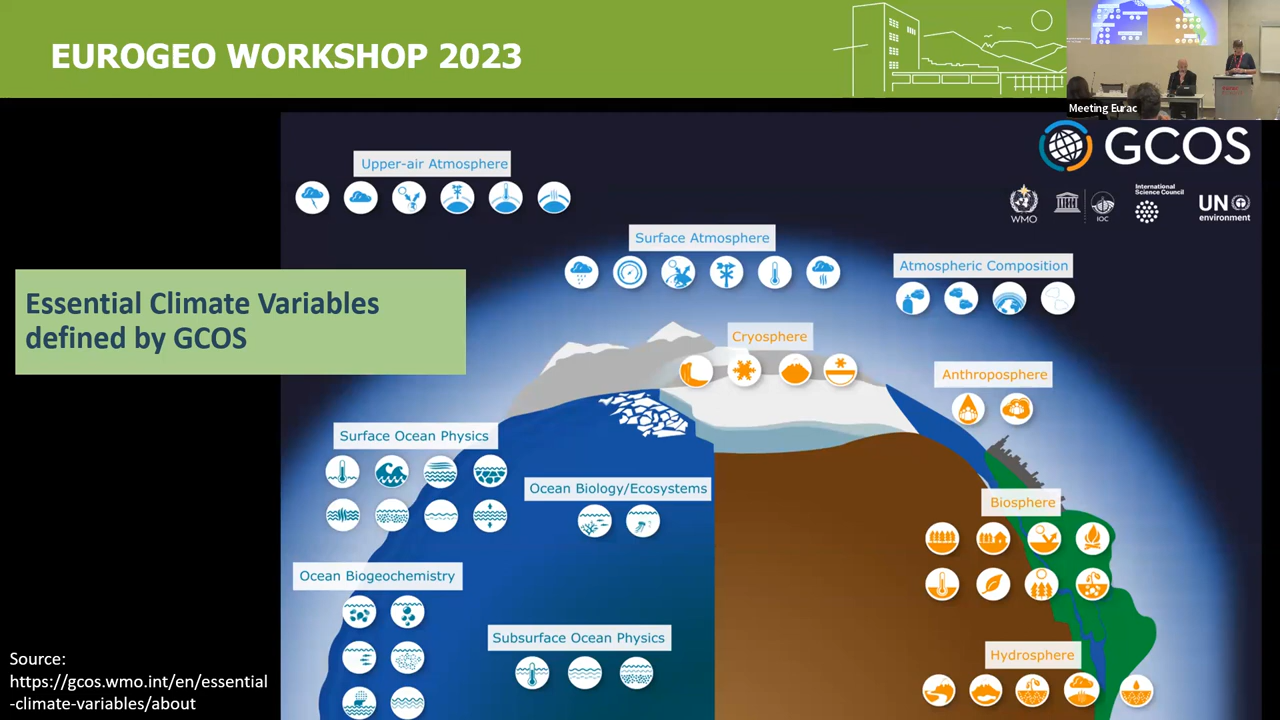 EUROGEO WORKSHOP 2023
Meeting Eurac
GCOS
Upper-air Atmosphere
WMO
IOC
International
Science Council
UN
environment
Surface Atmosphere
Atmospheric Composition
Essential Climate Variables
defined by GCOS
Cryosphere
Anthroposphere
Surface Ocean Physics
Ocean Biology/Ecosystems
Biosphere
Ocean Biogeochemistry
Subsurface Ocean Physics
Hydrosphere
Source:
https://gcos.wmo.int/en/essential
-climate-variables/about